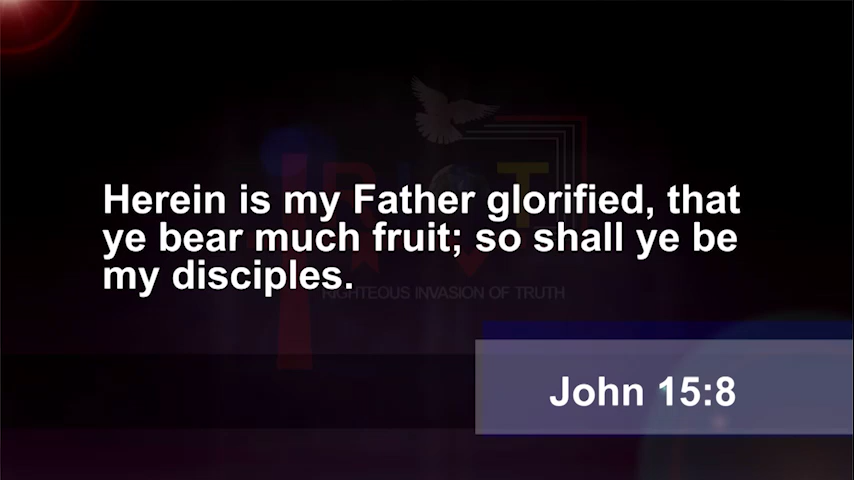 Herein is my Father glorified, that
ye bear much fruit; so shall ye be
my disciples.
RIGHTEOUS INVASION OF TRUTH
John 15:8